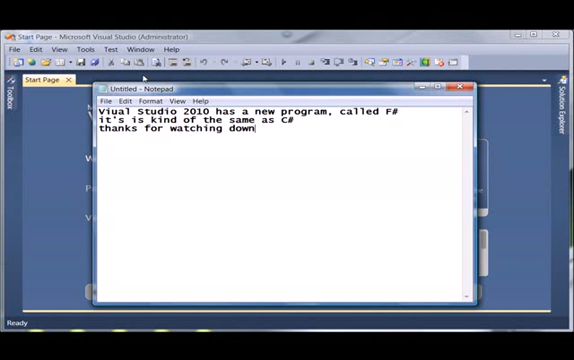 Start Page - Microsoft Visual Studio (Administrator)
File Edit View Tools Test Window Help
Start Page
Toolbox
Solution Explorer
Untitled - Notepad
File Edit Format View Help
Viual Studio 2010 has a new program, called F#
it's is kind of the same as C#
thanks for watching down
Ready